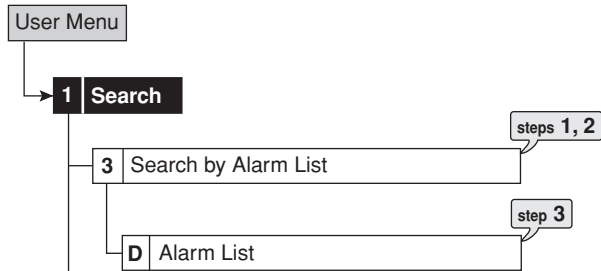 User Menu
1 Search
steps 1, 2
3 Search by Alarm List
step 3
D Alarm List